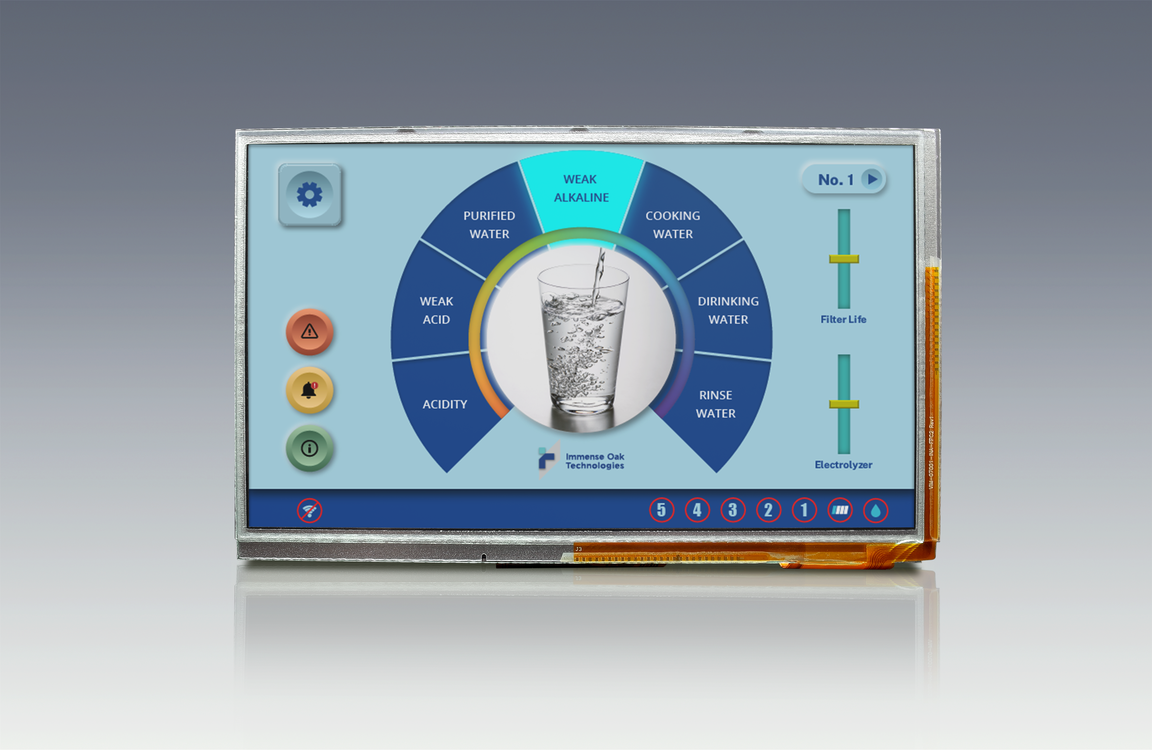 WEAK
ALKALINE
PURIFIED
WATER
COOKING
WATER
WEAK
ACID
DIRINKING
WATER
ACIDITY
RINSE
WATER
No. 1
Filter Life
Electrolyzer
Immense Oak
Technologies
5 4 3 2 1
J3